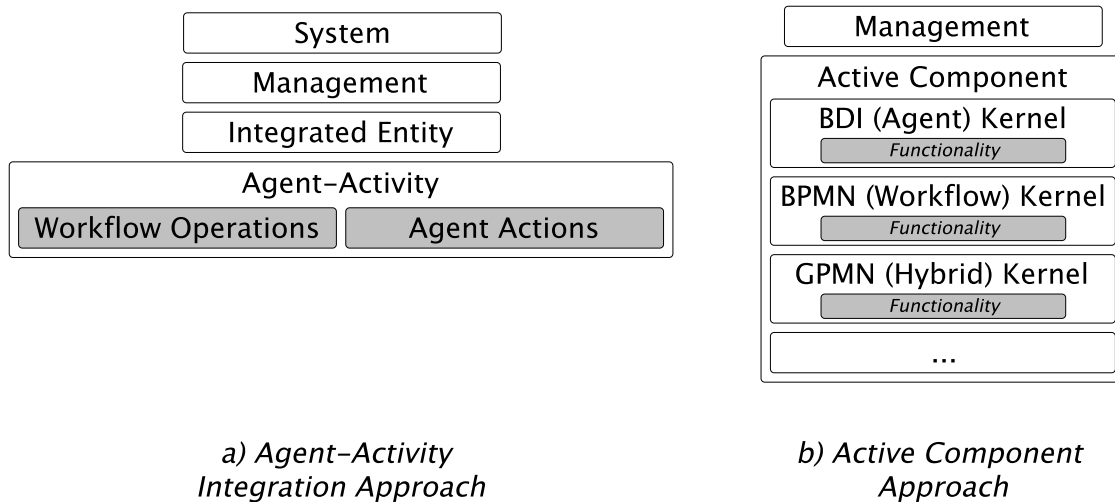 System
Management
Integrated Entity
Agent–Activity
Workflow Operations
Agent Actions
a) Agent–Activity
Integration Approach
Management
Active Component
BDI (Agent) Kernel
Functionality
BPMN (Workflow) Kernel
Functionality
GPMN (Hybrid) Kernel
Functionality
...
b) Active Component
Approach